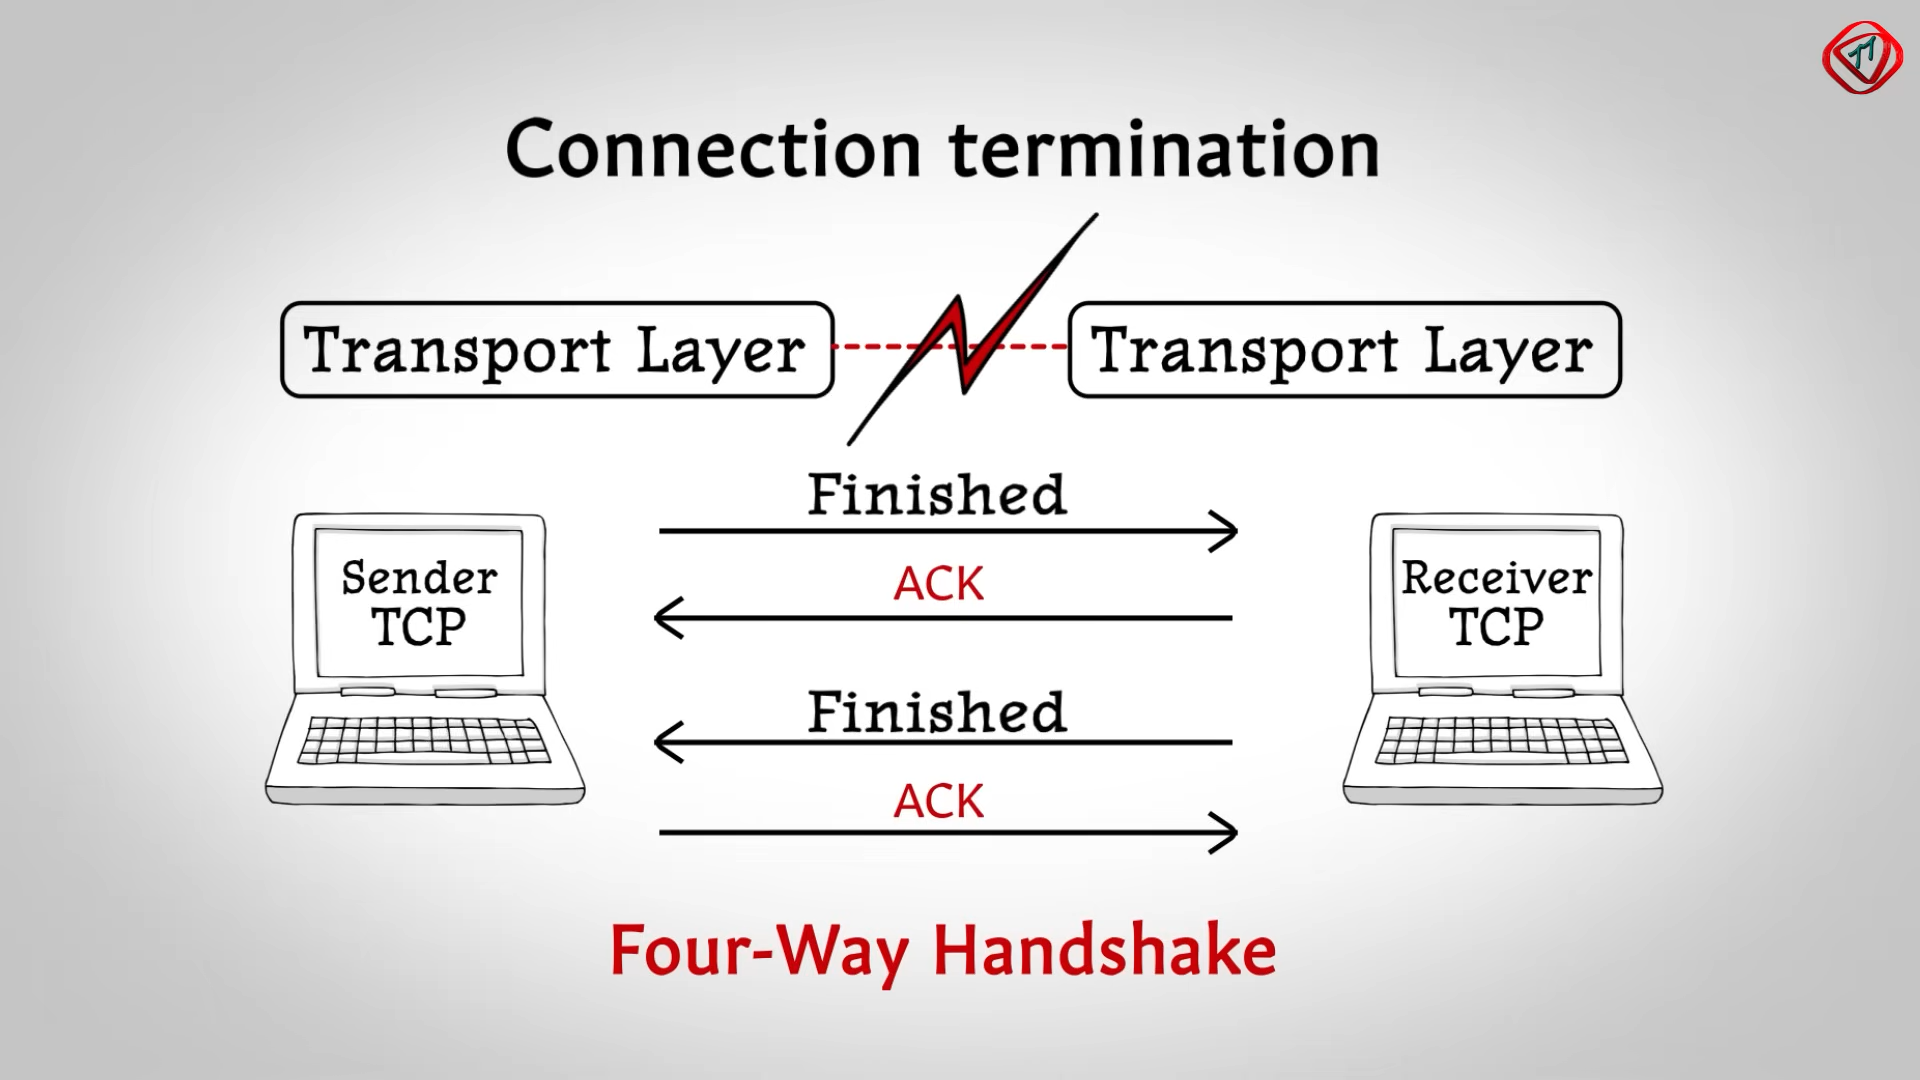 Connection termination
Transport Layer
Transport Layer
Finished
ACK
Sender
TCP
Receiver
TCP
Finished
ACK
Four-Way Handshake